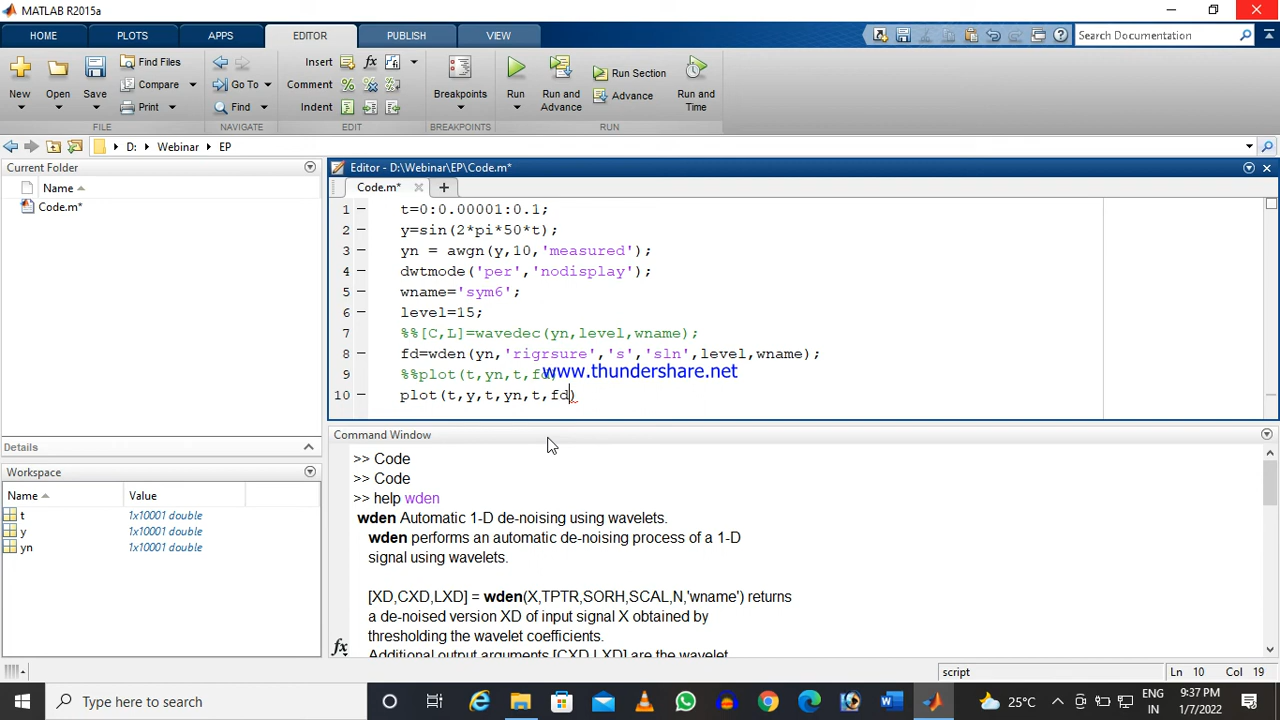 MATLAB R2015a
HOME
PLOTS
APPS
EDITOR
PUBLISH
VIEW
Search Documentation
New
Open
Save
Find Files
Compare
Print
Go To
Find
Insert
fx
Comment
Indent
Breakpoints
Run
Run and Advance
Run Section
Advance
Run and Time
FILE
NAVIGATE
EDIT
BREAKPOINTS
RUN
D:
Webinar
EP
Current Folder
Name
Code.m*
Details
Workspace
Name
Value
t 1x10001 double
y 1x10001 double
yn 1x10001 double
Editor - D:\Webinar\EP\Code.m*
Code.m*
1 t=0:0.00001:0.1;
2 y=sin(2*pi*50*t);
3 yn = awgn(y,10,'measured');
4 dwtmode('per','nodisplay');
5 wname='sym6';
6 level=15;
7 %%[C,L]=wavedec(yn,level,wname);
8 fd=wden(yn,'rigrsure','s','sln',level,wname);
www.thundershare.net
9 %%plot(t,yn,t,fd)
10 plot(t,y,t,yn,t,fd)
Command Window
>> Code
>> Code
>> help wden
wden Automatic 1-D de-noising using wavelets.
wden performs an automatic de-noising process of a 1-D
signal using wavelets.
[XD,CXD,LXD] = wden(X,TPTR,SORH,SCAL,N,'wname') returns
a de-noised version XD of input signal X obtained by
thresholding the wavelet coefficients.
Additional output arguments [CXD,LXD] are the wavelet
fx
script
Ln 10 Col 19
Type here to search
25°C
ENG
IN
9:37 PM
1/7/2022